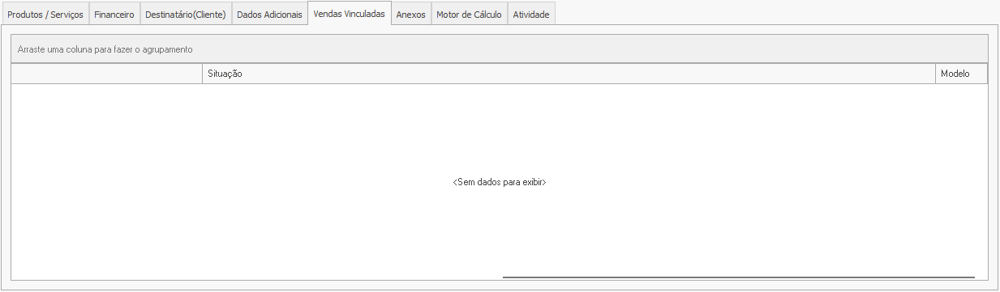 Produtos / Serviços Financeiro Destinatário(Cliente) Dados Adicionais Vendas Vinculadas Anexos Motor de Cálculo Atividade
Arraste uma coluna para fazer o agrupamento
Situação Modelo
<Sem dados para exibir>